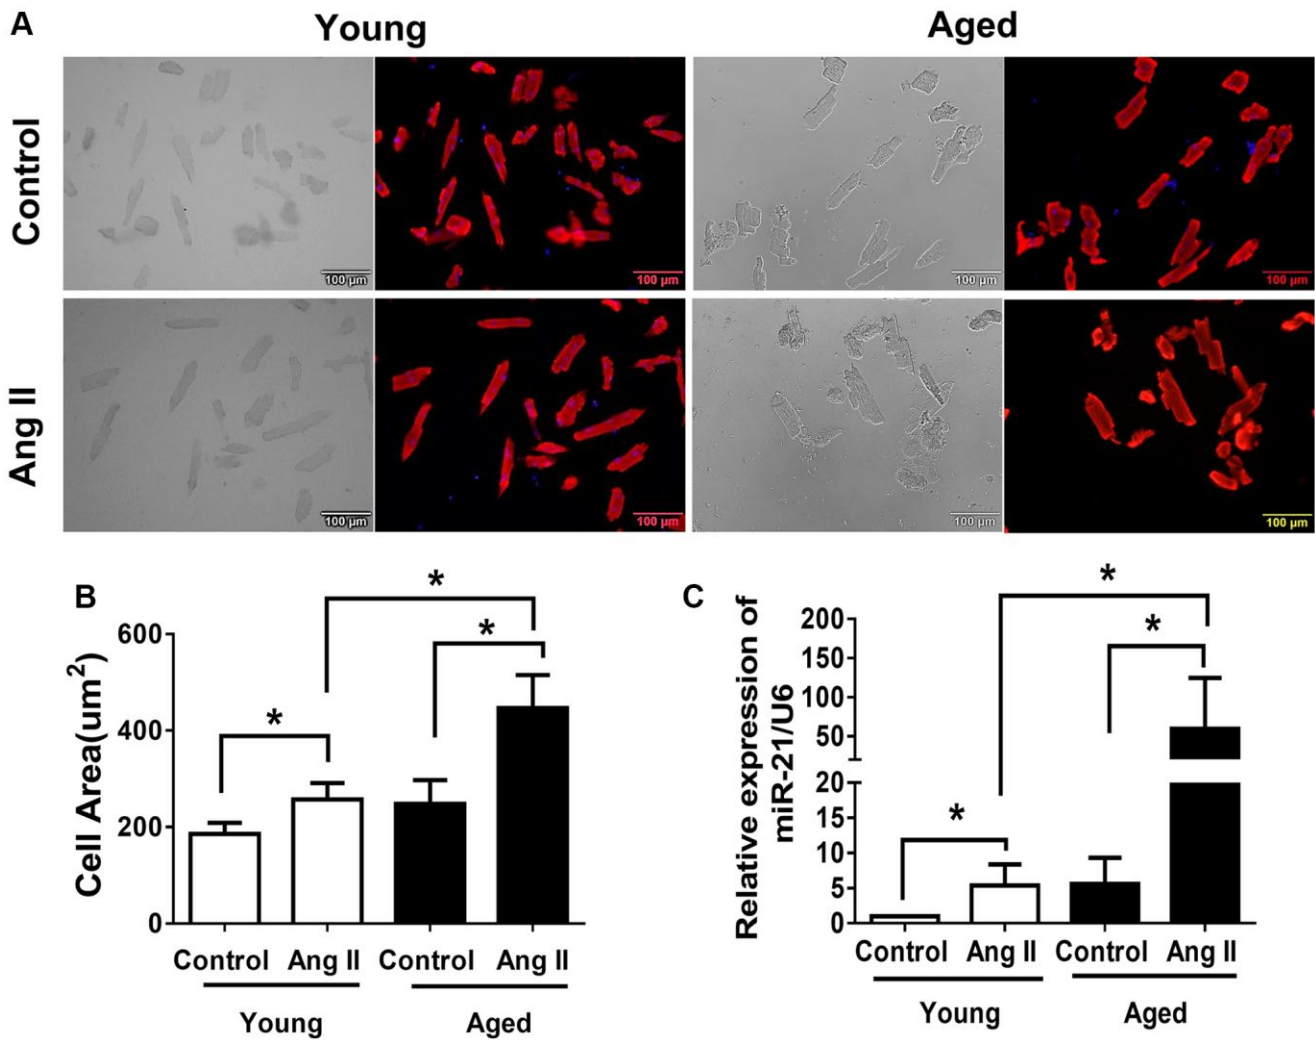 A
Young
Aged
Control
100 µm
100 µm
100 µm
100 µm
Ang II
100 µm
100 µm
100 µm
100 µm
B
Cell Area(um²)
600
400
200
0
*
*
*
Control
Ang II
Control
Ang II
Young
Aged
C
Relative expression of
miR-21/U6
200
150
100
50
20
15
10
5
0
*
*
*
Control
Ang II
Control
Ang II
Young
Aged